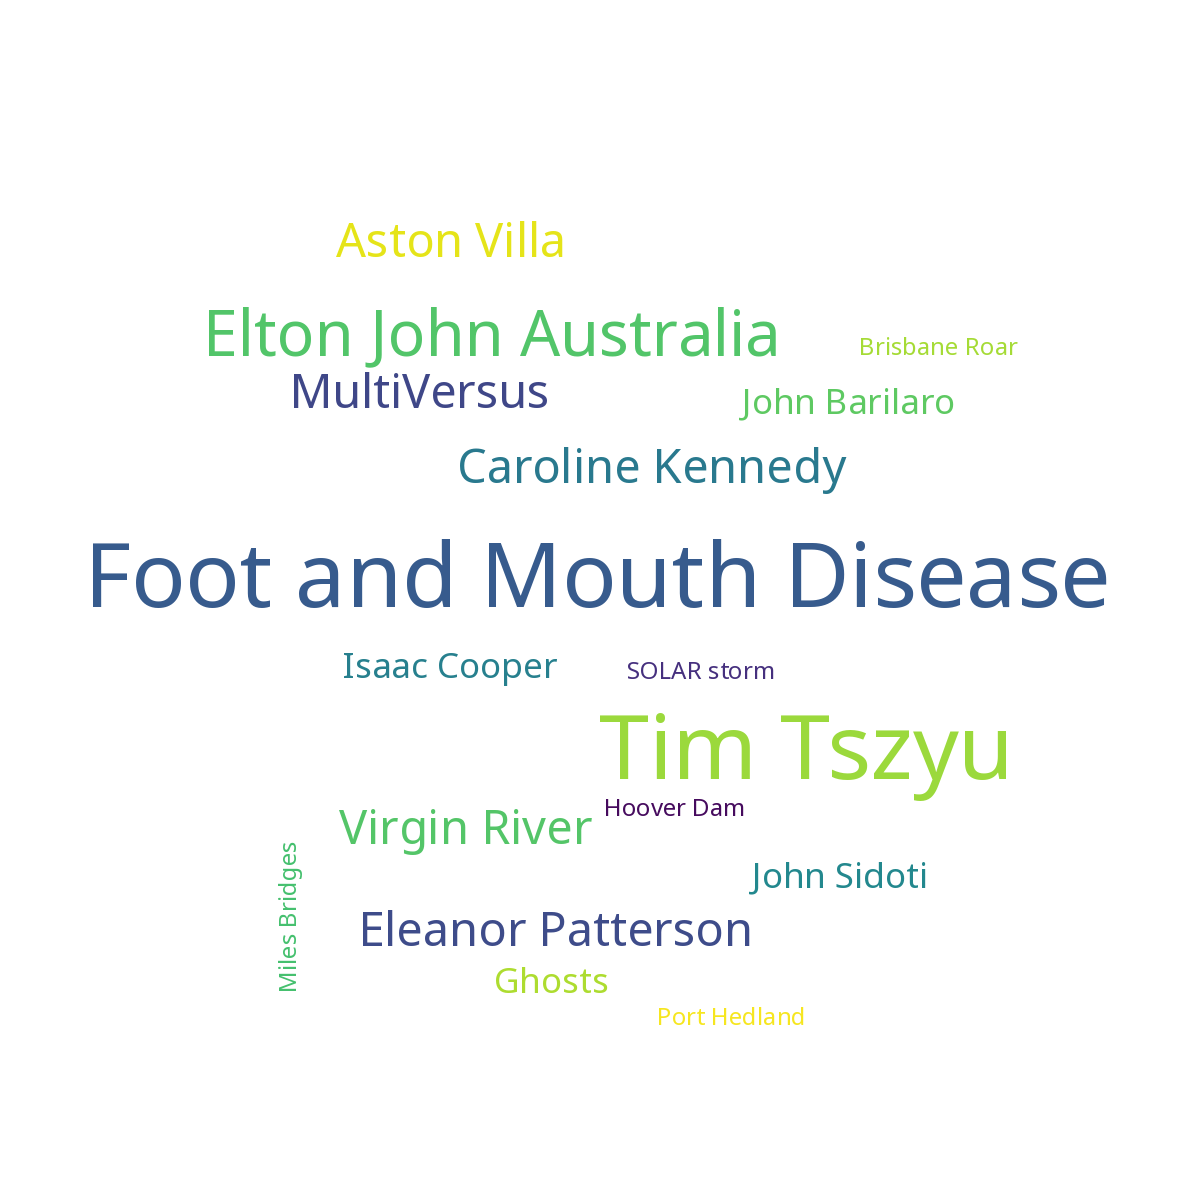 Aston Villa
Elton John Australia
Brisbane Roar
MultiVersus
John Barilaro
Caroline Kennedy
Foot and Mouth Disease
Isaac Cooper
SOLAR storm
Tim Tszyu
Hoover Dam
Virgin River
John Sidoti
Miles Bridges
Eleanor Patterson
Ghosts
Port Hedland